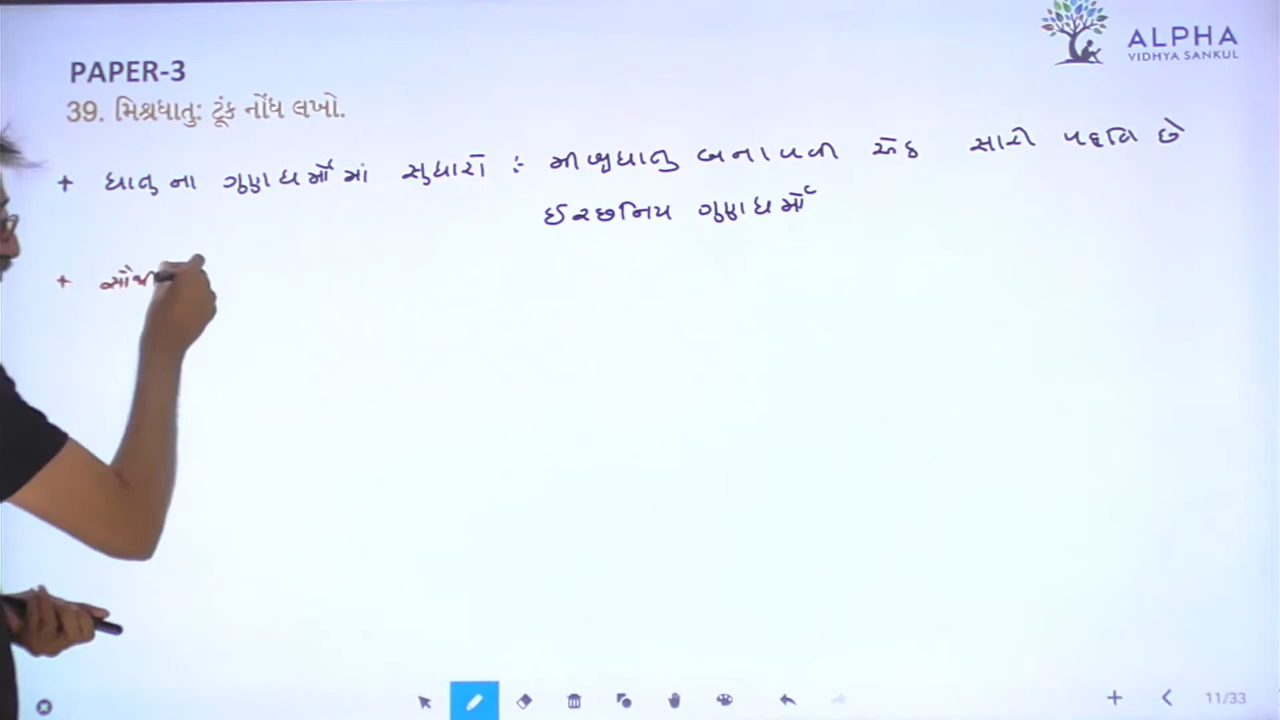 ALPHA
VIDHYA SANKUL
PAPER-3
39. મિશ્રધાતુ: ટૂંક નોંધ લખો.
+ ધાતુ ના ગુણધર્મો માં સુધારો :- મીશ્રધાતુ બનાવવી એક સારી પદ્ધતિ છે
ઈચ્છનિય ગુણધર્મો
+
11/33